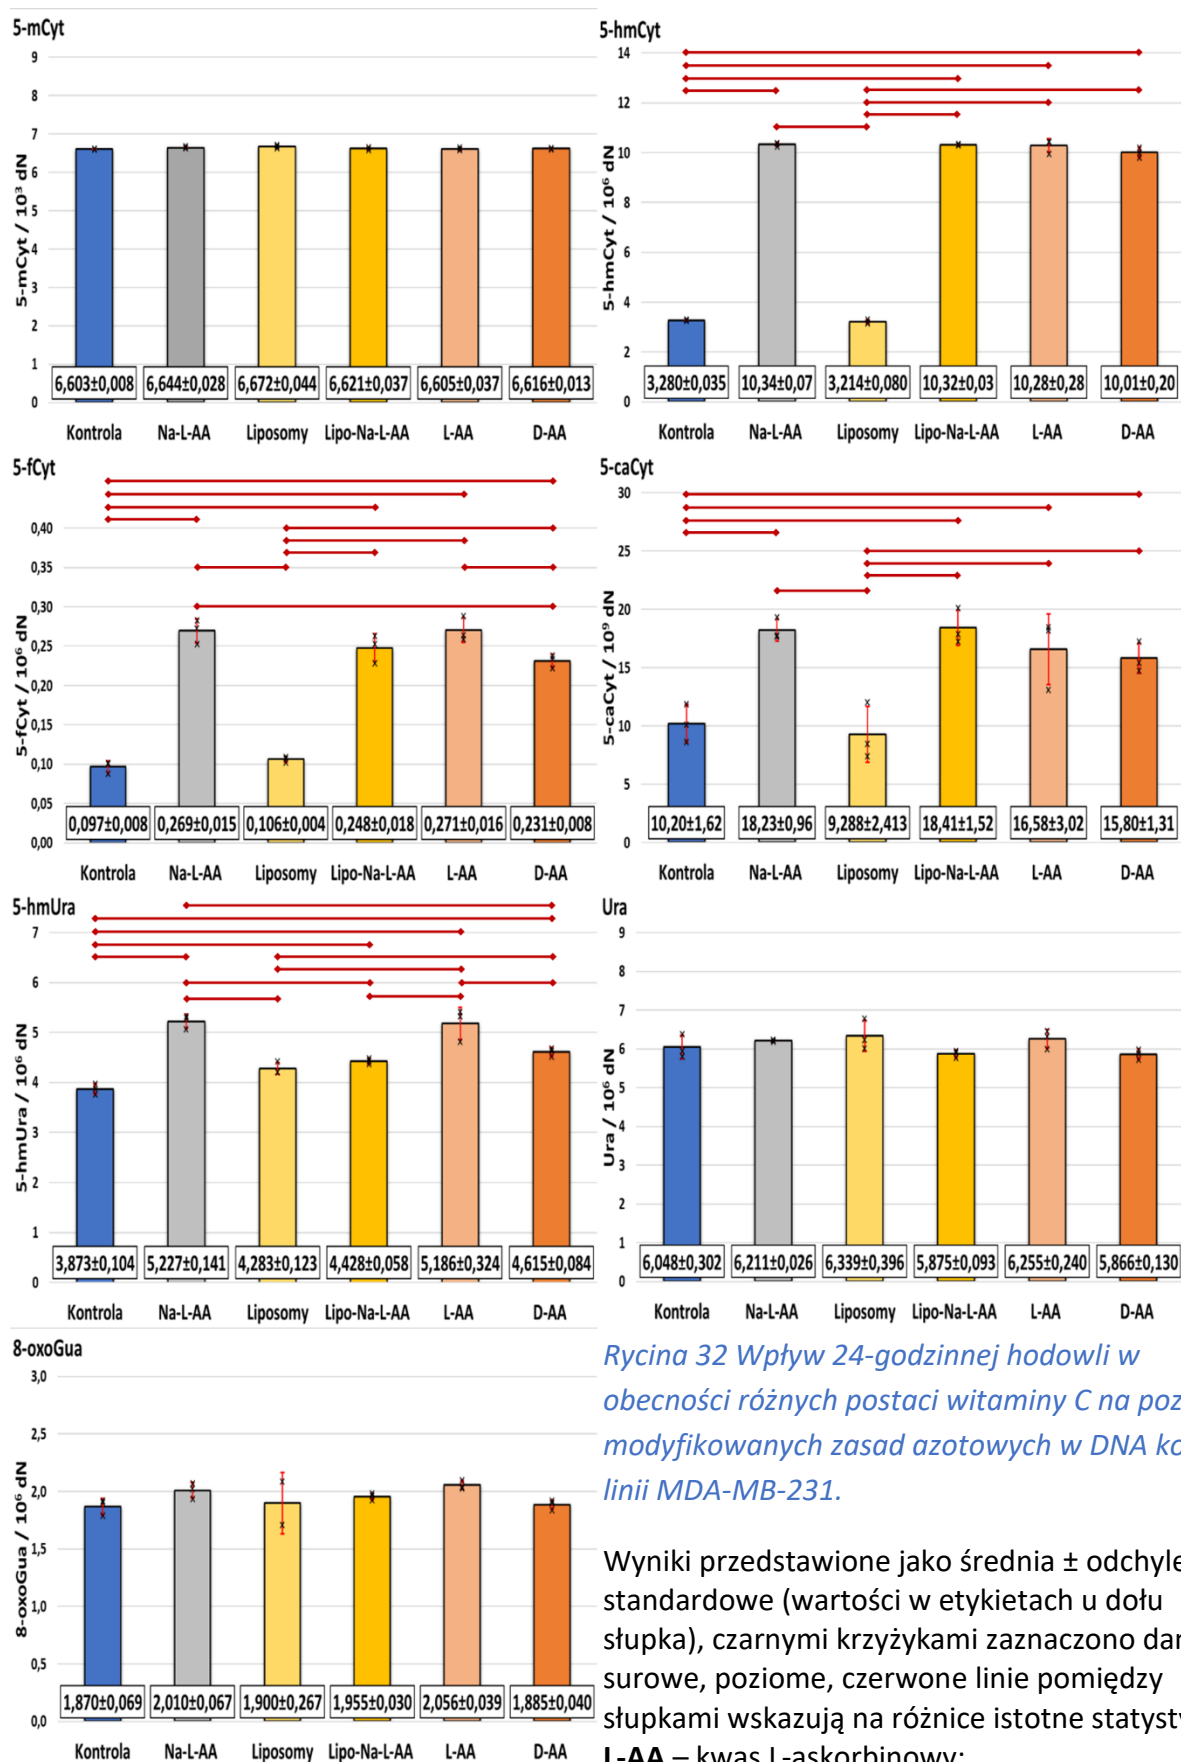 5-mCyt
9
8
7
6
5
4
3
2
1
0
5-mCyt / 10³ dN
6,603±0,008 6,644±0,028 6,672±0,044 6,621±0,037 6,605±0,037 6,616±0,013
Kontrola Na-L-AA Liposomy Lipo-Na-L-AA L-AA D-AA
5-hmCyt
14
12
10
8
6
4
2
0
5-hmCyt / 10⁶ dN
3,280±0,035 10,34±0,07 3,214±0,080 10,32±0,03 10,28±0,28 10,01±0,20
Kontrola Na-L-AA Liposomy Lipo-Na-L-AA L-AA D-AA
5-fCyt
0,40
0,35
0,30
0,25
0,20
0,15
0,10
0,05
0,00
5-fCyt / 10⁶ dN
0,097±0,008 0,269±0,015 0,106±0,004 0,248±0,018 0,271±0,016 0,231±0,008
Kontrola Na-L-AA Liposomy Lipo-Na-L-AA L-AA D-AA
5-caCyt
30
25
20
15
10
5
0
5-caCyt / 10⁹ dN
10,20±1,62 18,23±0,96 9,288±2,413 18,41±1,52 16,58±3,02 15,80±1,31
Kontrola Na-L-AA Liposomy Lipo-Na-L-AA L-AA D-AA
5-hmUra
7
6
5
4
3
2
1
0
5-hmUra / 10⁶ dN
3,873±0,104 5,227±0,141 4,283±0,123 4,428±0,058 5,186±0,324 4,615±0,084
Kontrola Na-L-AA Liposomy Lipo-Na-L-AA L-AA D-AA
Ura
9
8
7
6
5
4
3
2
1
0
Ura / 10⁶ dN
6,048±0,302 6,211±0,026 6,339±0,396 5,875±0,093 6,255±0,240 5,866±0,130
Kontrola Na-L-AA Liposomy Lipo-Na-L-AA L-AA D-AA
8-oxoGua
3,0
2,5
2,0
1,5
1,0
0,5
0,0
8-oxoGua / 10⁶ dN
1,870±0,069 2,010±0,067 1,900±0,267 1,955±0,030 2,056±0,039 1,885±0,040
Kontrola Na-L-AA Liposomy Lipo-Na-L-AA L-AA D-AA
Rycina 32 Wpływ 24-godzinnej hodowli w
obecności różnych postaci witaminy C na poz
modyfikowanych zasad azotowych w DNA ko
linii MDA-MB-231.
Wyniki przedstawione jako średnia ± odchyle
standardowe (wartości w etykietach u dołu
słupka), czarnymi krzyżykami zaznaczono dan
surowe, poziome, czerwone linie pomiędzy
słupkami wskazują na różnice istotne statysty
L-AA – kwas L-askorbinowy;